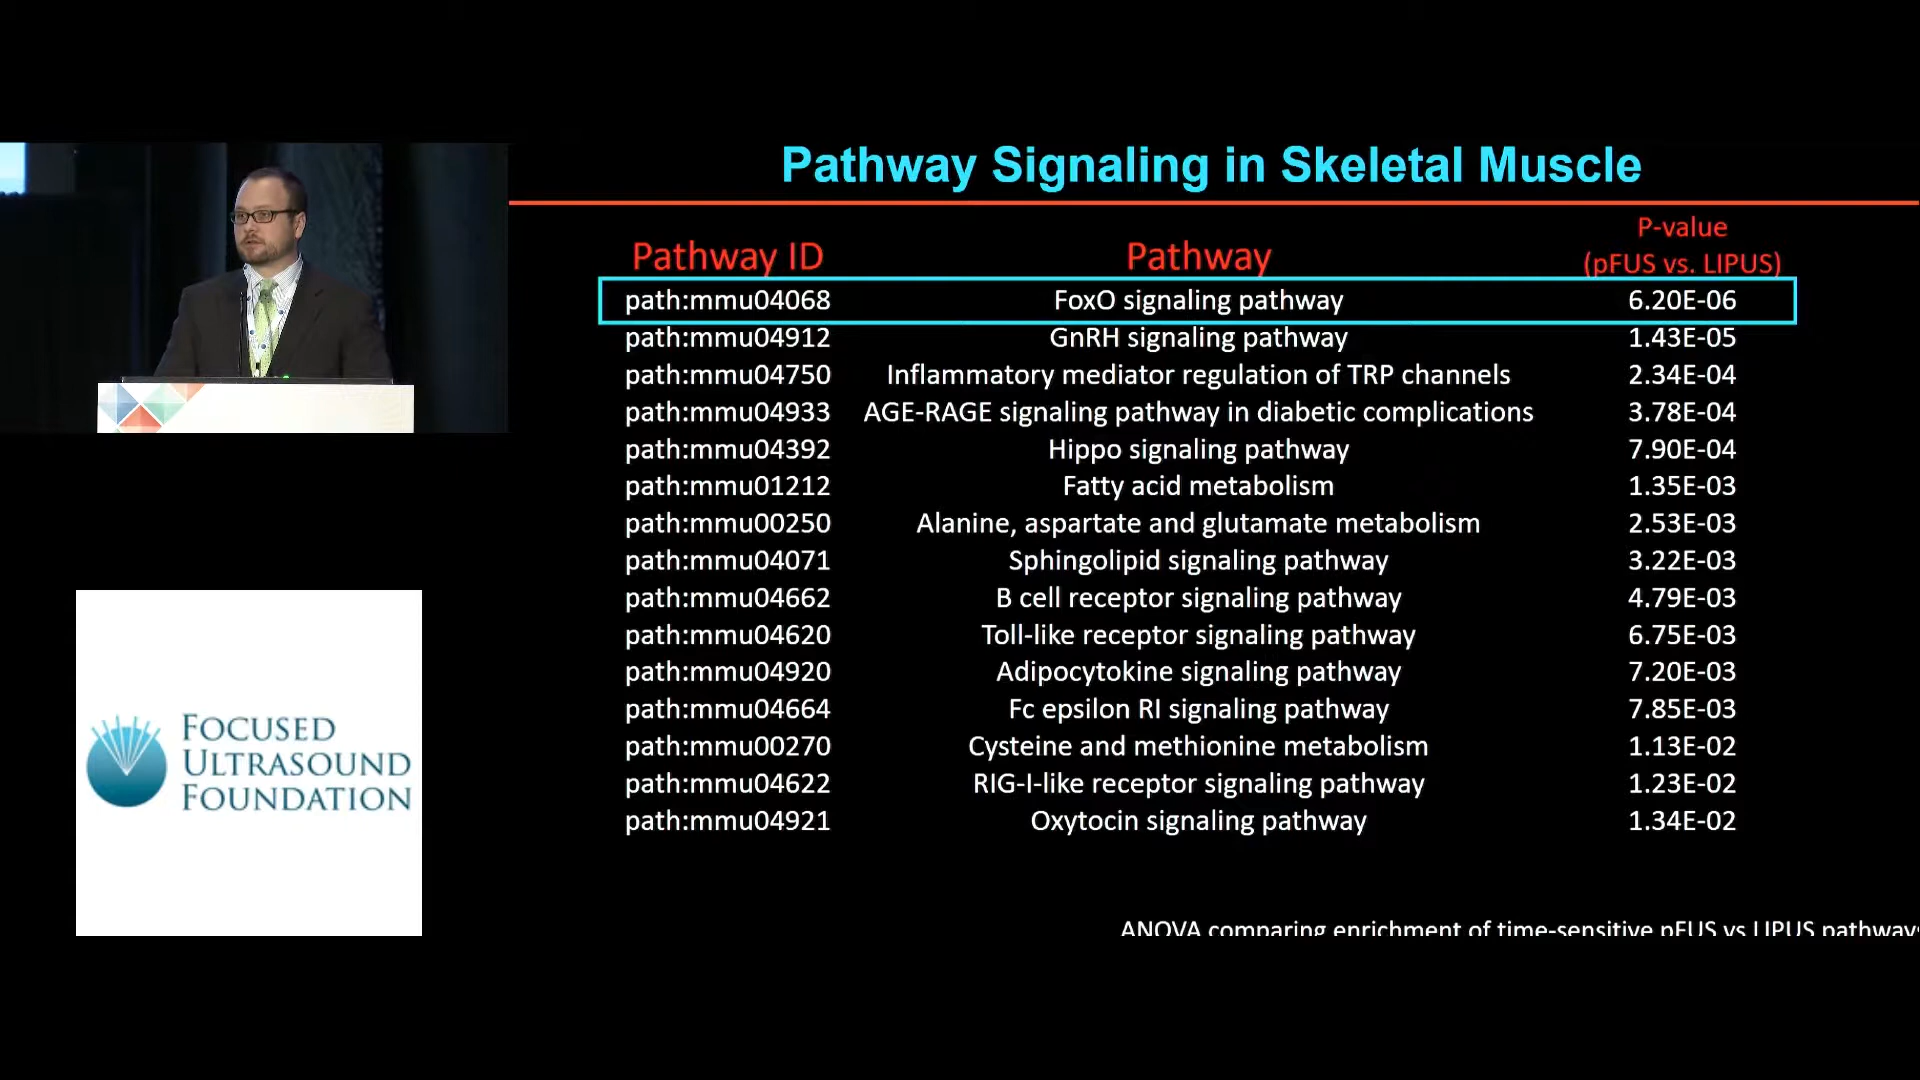 Pathway Signaling in Skeletal Muscle
Pathway ID Pathway P-value (pFUS vs. LIPUS)
path:mmu04068 FoxO signaling pathway 6.20E-06
path:mmu04912 GnRH signaling pathway 1.43E-05
path:mmu04750 Inflammatory mediator regulation of TRP channels 2.34E-04
path:mmu04933 AGE-RAGE signaling pathway in diabetic complications 3.78E-04
path:mmu04392 Hippo signaling pathway 7.90E-04
path:mmu01212 Fatty acid metabolism 1.35E-03
path:mmu00250 Alanine, aspartate and glutamate metabolism 2.53E-03
path:mmu04071 Sphingolipid signaling pathway 3.22E-03
path:mmu04662 B cell receptor signaling pathway 4.79E-03
path:mmu04620 Toll-like receptor signaling pathway 6.75E-03
path:mmu04920 Adipocytokine signaling pathway 7.20E-03
path:mmu04664 Fc epsilon RI signaling pathway 7.85E-03
path:mmu00270 Cysteine and methionine metabolism 1.13E-02
path:mmu04622 RIG-I-like receptor signaling pathway 1.23E-02
path:mmu04921 Oxytocin signaling pathway 1.34E-02
ANOVA comparing enrichment of time-sensitive pFUS vs LIPUS pathways
FOCUSED
ULTRASOUND
FOUNDATION